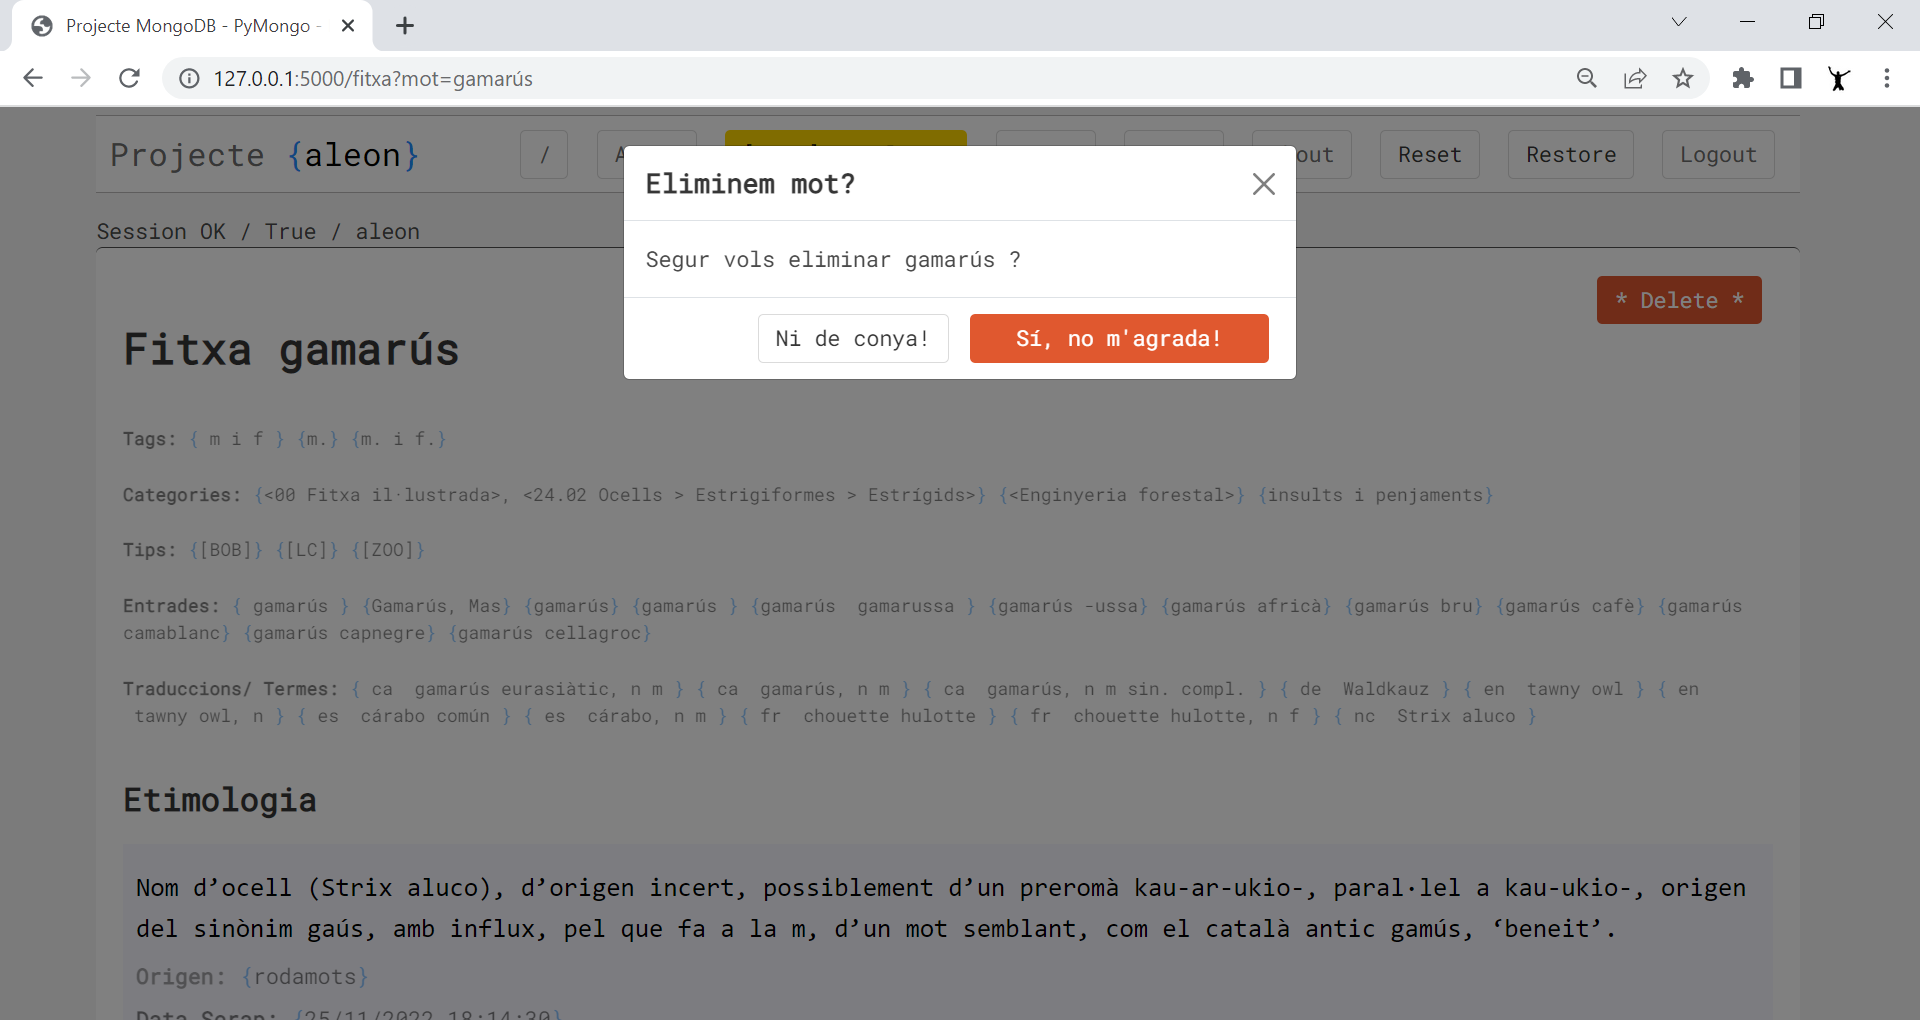 Projecte MongoDB - PyMongo -
127.0.0.1:5000/fitxa?mot=gamarús
Projecte {aleon} / A out Reset Restore Logout
Session OK / True / aleon
Eliminem mot?
Segur vols eliminar gamarús ?
Ni de conya! Sí, no m'agrada!
* Delete *
Fitxa gamarús
Tags: { m i f } {m.} {m. i f.}
Categories: {<00 Fitxa il·lustrada>, <24.02 Ocells > Estrigiformes > Estrígids>} {<Enginyeria forestal>} {insults i penjaments}
Tips: {[BOB]} {[LC]} {[ZOO]}
Entrades: { gamarús } {Gamarús, Mas} {gamarús} {gamarús } {gamarús  gamarussa } {gamarús -ussa} {gamarús africà} {gamarús bru} {gamarús cafè} {gamarús
camablanc} {gamarús capnegre} {gamarús cellagroc}
Traduccions/ Termes: { ca  gamarús eurasiàtic, n m } { ca  gamarús, n m } { ca  gamarús, n m sin. compl. } { de  Waldkauz } { en  tawny owl } { en
tawny owl, n } { es  cárabo común } { es  cárabo, n m } { fr  chouette hulotte } { fr  chouette hulotte, n f } { nc  Strix aluco }
Etimologia
Nom d’ocell (Strix aluco), d’origen incert, possiblement d’un preromà kau-ar-ukio-, paral·lel a kau-ukio-, origen
del sinònim gaús, amb influx, pel que fa a la m, d’un mot semblant, com el català antic gamús, ‘beneit’.
Origen: {rodamots}
Data Scrap: {25/11/2022 18:14:30}